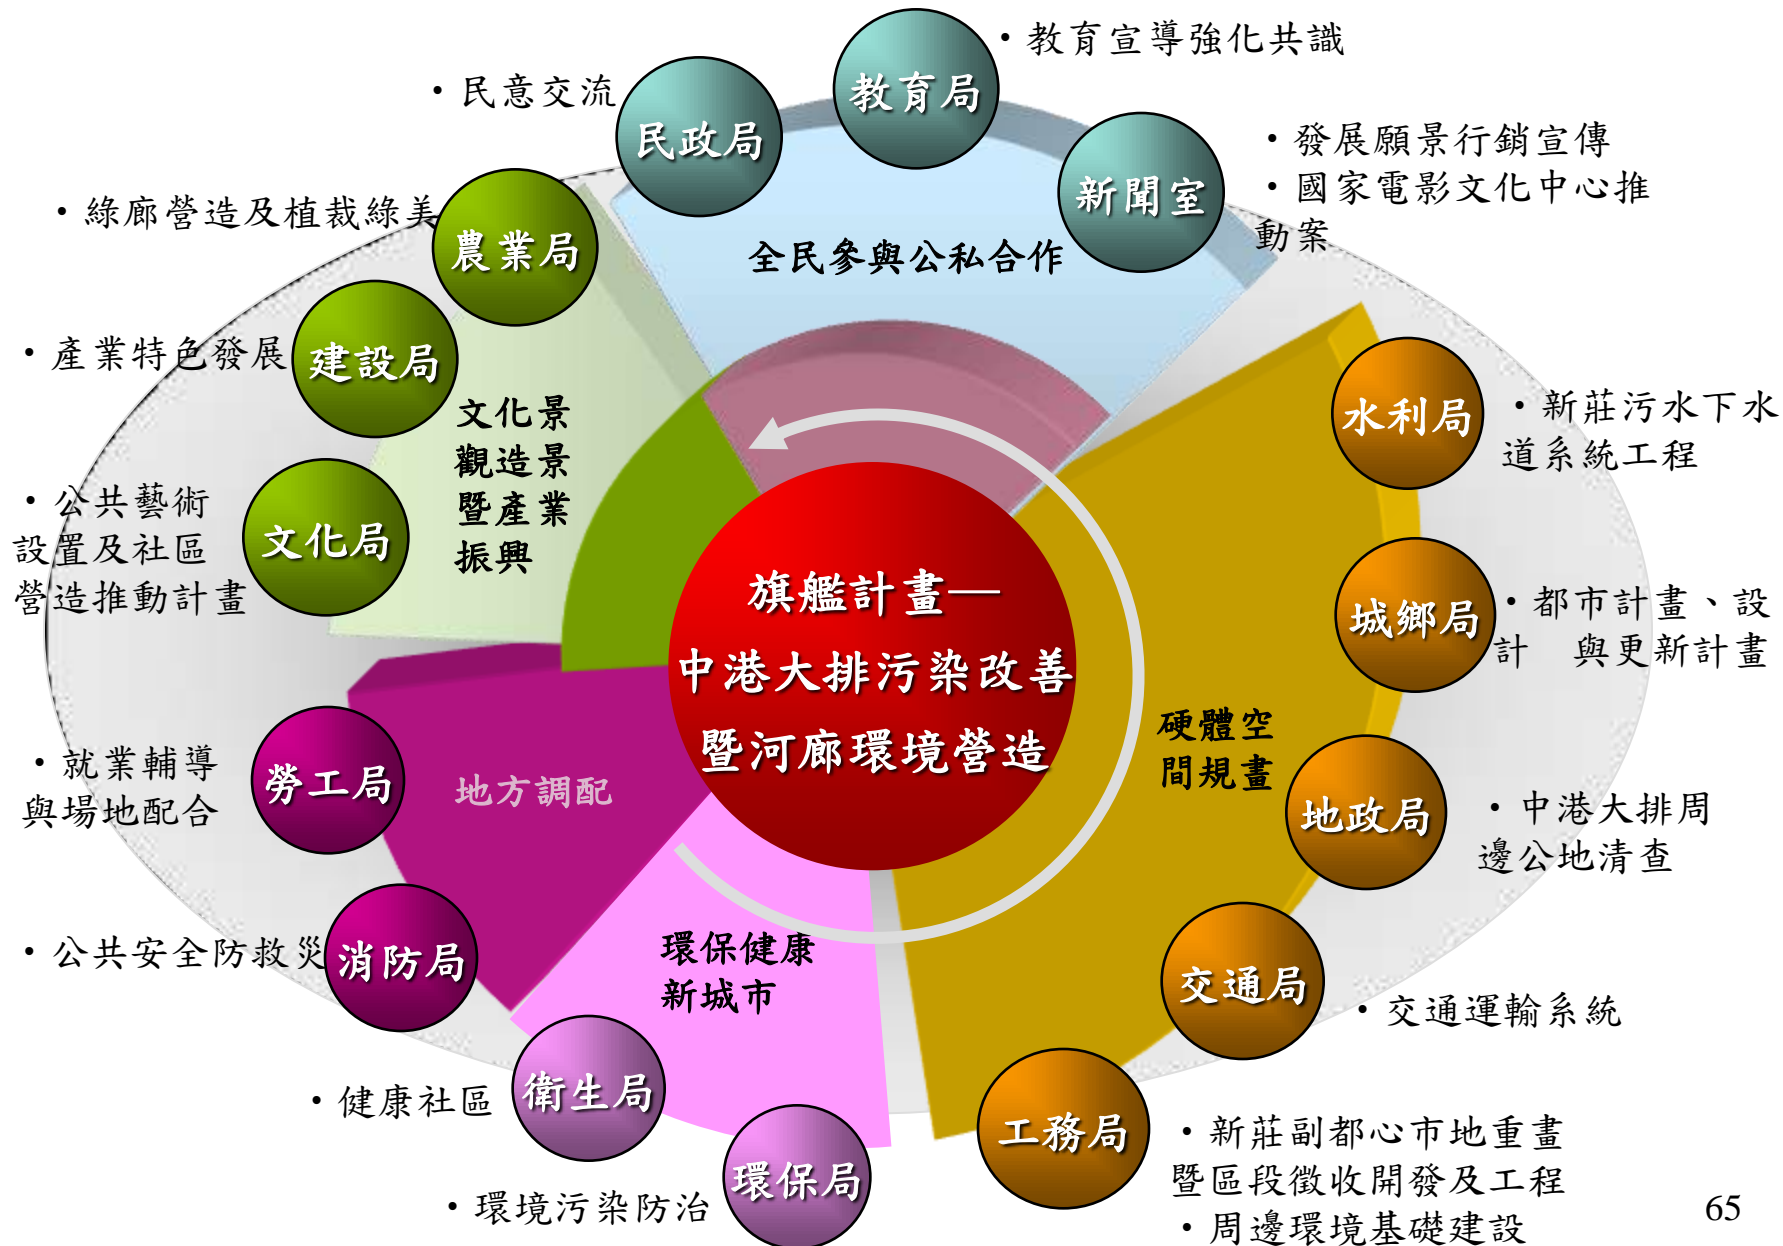 ‧教育宣導強化共識
教育局
‧民意交流
民政局
‧發展願景行銷宣傳
‧國家電影文化中心推
動案
新聞室
全民參與公私合作
‧綠廊營造及植裁綠美
農業局
‧產業特色發展
建設局
文化景
觀造景
暨產業
振興
‧公共藝術
設置及社區
營造推動計畫
文化局
水利局
‧新莊污水下水
道系統工程
城鄉局
‧都市計畫、設
計 與更新計畫
旗艦計畫—
中港大排污染改善
暨河廊環境營造
硬體空
間規畫
‧就業輔導
與場地配合
勞工局
地方調配
地政局
‧中港大排周
邊公地清查
‧公共安全防救災
消防局
環保健康
新城市
交通局
‧交通運輸系統
‧健康社區
衛生局
‧環境污染防治
環保局
工務局
‧新莊副都心市地重畫
暨區段徵收開發及工程
‧周邊環境基礎建設
65